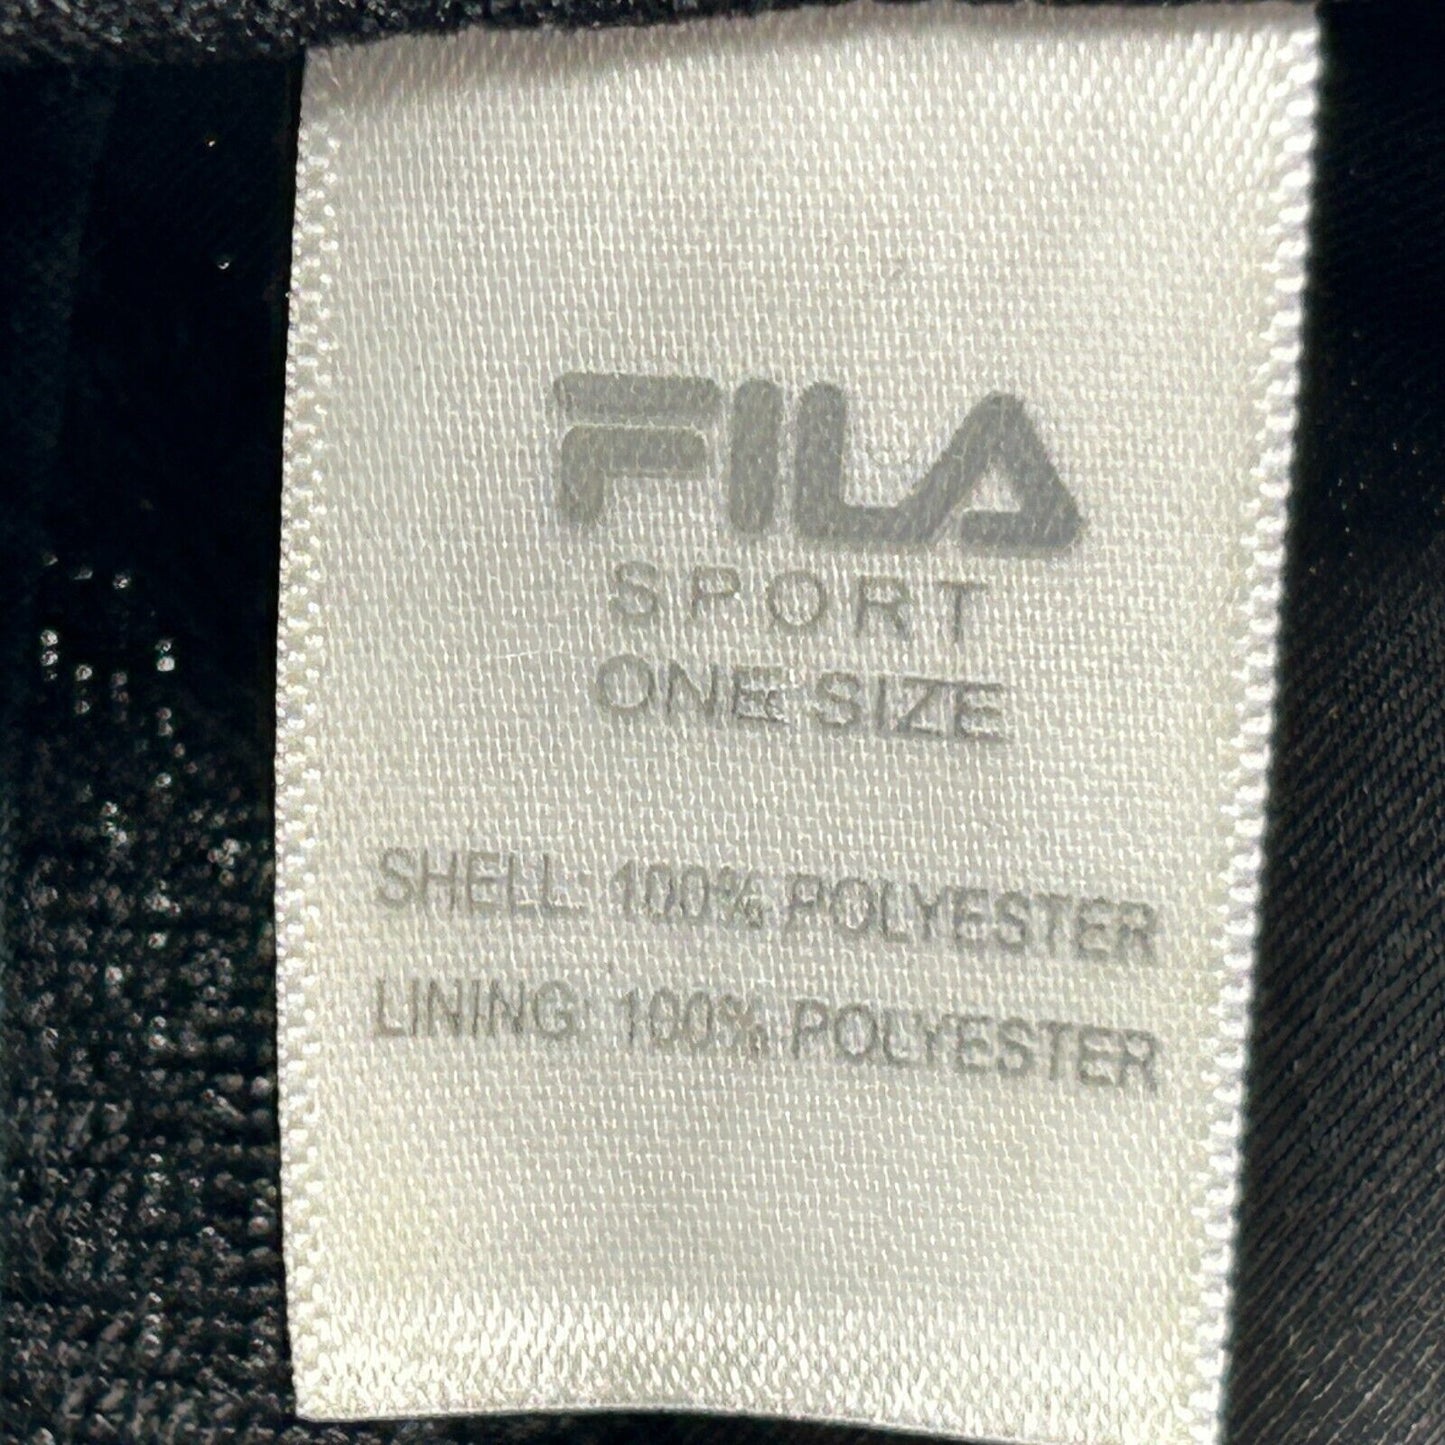 FILA
SPORT
ONE SIZE
SHELL: 100% POLYESTER
LINING: 100% POLYESTER